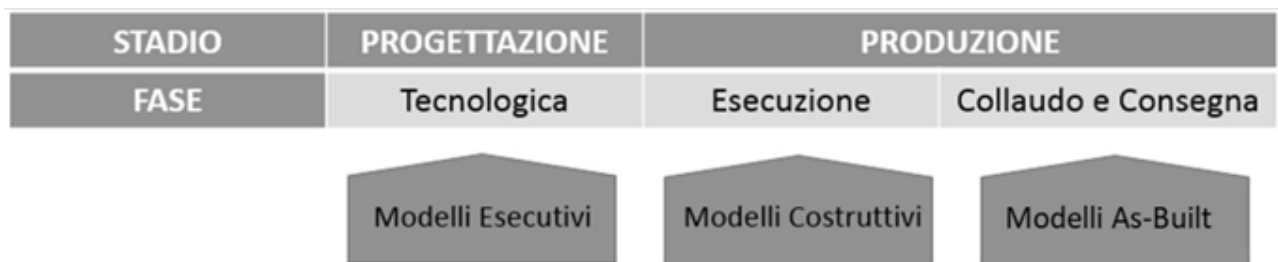 STADIO PROGETTAZIONE PRODUZIONE
FASE Tecnologica Esecuzione Collaudo e Consegna
Modelli Esecutivi Modelli Costruttivi Modelli As-Built